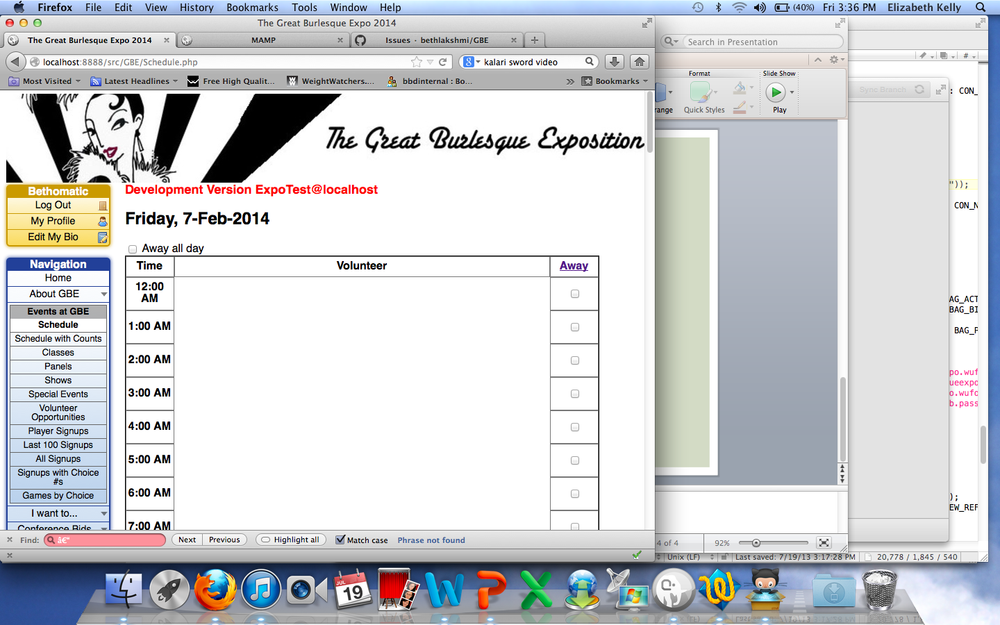 Firefox File Edit View History Bookmarks Tools Window Help (40%) Fri 3:36 PM Elizabeth Kelly
The Great Burlesque Expo 2014
The Great Burlesque Expo 2014 MAMP Issues · bethlakshmi/GBE
localhost:8888/src/GBE/Schedule.php kalari sword video
Most Visited Latest Headlines Free High Qualit... WeightWatchers.... bbdinternal : Bo... » Bookmarks
The Great Burlesque Exposition
Development Version ExpoTest@localhost
Friday, 7-Feb-2014
Away all day
Time Volunteer Away
12:00 AM
1:00 AM
2:00 AM
3:00 AM
4:00 AM
5:00 AM
6:00 AM
7:00 AM
Bethomatic
Log Out
My Profile
Edit My Bio
Navigation
Home
About GBE
Events at GBE
Schedule
Schedule with Counts
Classes
Panels
Shows
Special Events
Volunteer
Opportunities
Player Signups
Last 100 Signups
All Signups
Signups with Choice
#s
Games by Choice
I want to...
Conference Bids
Find: â€“ Next Previous Highlight all Match case Phrase not found
Search in Presentation
Format Slide Show
Quick Styles Play
Sync Branch
4 of 4 92%
#
: CON_
"));
CON_N
AG_ACT
BAG_BI
BAG_P
po.wuf
ueexpo
o.wufo
b.pass
);
EW_REF
Unix (LF) Last saved: 7/19/13 3:17:28 PM 20,778 / 1,845 / 540
JUL
19